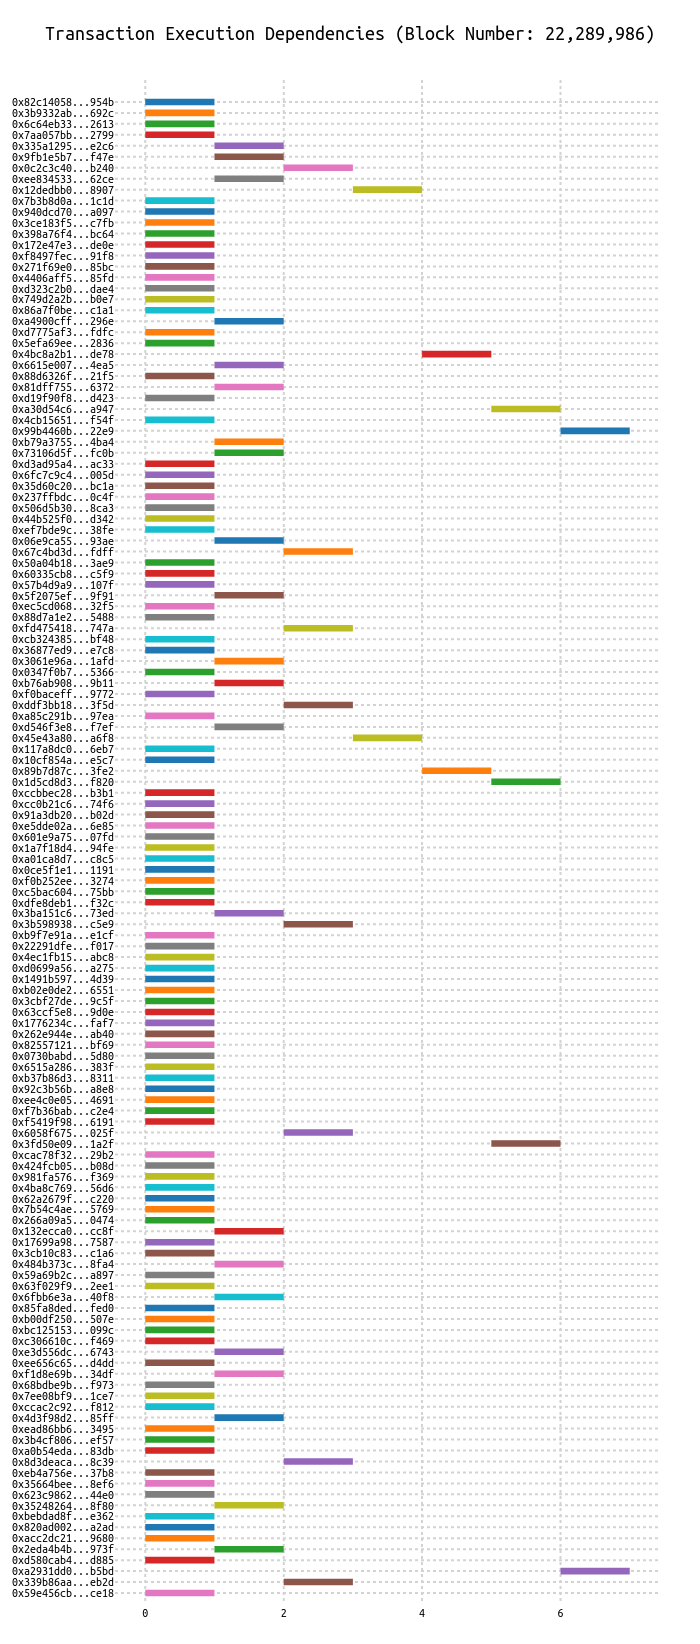 Transaction Execution Dependencies (Block Number: 22,289,986)
0x82c14058...954b
0x3b9332ab...692c
0x6c64eb33...2613
0x7aa057bb...2799
0x335a1295...e2c6
0x9fb1e5b7...f47e
0x0c2c3c40...b240
0xee834533...62ce
0x12dedbb0...8907
0x7b3b8d0a...1c1d
0x940dcd70...a097
0x3ce183f5...c7fb
0x398a76f4...bc64
0x172e47e3...de0e
0xf8497fec...91f8
0x271f69e0...85bc
0x4406aff5...85fd
0xd323c2b0...dae4
0x749d2a2b...b0e7
0x86a7f0be...c1a1
0xa4900cff...296e
0xd7775af3...fdfc
0x5efa69ee...2836
0x4bc8a2b1...de78
0x6615e007...4ea5
0x88d6326f...21f5
0x81dff755...6372
0xd19f90f8...d423
0xa30d54c6...a947
0x4cb15651...f54f
0x99b4460b...22e9
0xb79a3755...4ba4
0x73106d5f...fc0b
0xd3ad95a4...ac33
0x6fc7c9c4...005d
0x35d60c20...bc1a
0x237ffbdc...0c4f
0x506d5b30...8ca3
0x44b525f0...d342
0xef7bde9c...38fe
0x06e9ca55...93ae
0x67c4bd3d...fdff
0x50a04b18...3ae9
0x60335cb8...c5f9
0x57b4d9a9...107f
0x5f2075ef...9f91
0xec5cd068...32f5
0x88d7a1e2...5488
0xfd475418...747a
0xcb324385...bf48
0x36877ed9...e7c8
0x3061e96a...1afd
0x0347f0b7...5366
0xb76ab908...9b11
0xf0baceff...9772
0xddf3bb18...3f5d
0xa85c291b...97ea
0xd546f3e8...f7ef
0x45e43a80...a6f8
0x117a8dc0...6eb7
0x10cf854a...e5c7
0x89b7d87c...3fe2
0x1d5cd8d3...f820
0xccbbec28...b3b1
0xcc0b21c6...74f6
0x91a3db20...b02d
0xe5dde02a...6e85
0x601e9a75...07fd
0x1a7f18d4...94fe
0xa01ca8d7...c8c5
0x0ce5f1e1...1191
0xf0b252ee...3274
0xc5bac604...75bb
0xdfe8deb1...f32c
0x3ba151c6...73ed
0x3b598938...c5e9
0xb9f7e91a...e1cf
0x22291dfe...f017
0x4ec1fb15...abc8
0xd0699a56...a275
0x1491b597...4d39
0xb02e0de2...6551
0x3cbf27de...9c5f
0x63ccf5e8...9d0e
0x1776234c...faf7
0x262e944e...ab40
0x82557121...bf69
0x0730babd...5d80
0x6515a286...383f
0xb37b86d3...8311
0x92c3b56b...a8e8
0xee4c0e05...4691
0xf7b36bab...c2e4
0xf5419f98...6191
0x6058f675...025f
0x3fd50e09...1a2f
0xcac78f32...29b2
0x424fcb05...b08d
0x981fa576...f369
0x4ba8c769...56d6
0x62a2679f...c220
0x7b54c4ae...5769
0x266a09a5...0474
0x132ecca0...cc8f
0x17699a98...7587
0x3cb10c83...c1a6
0x484b373c...8fa4
0x59a69b2c...a897
0x63f029f9...2ee1
0x6fbb6e3a...40f8
0x85fa8ded...fed0
0xb00df250...507e
0xbc125153...099c
0xc306610c...f469
0xe3d556dc...6743
0xee656c65...d4dd
0xf1d8e69b...34df
0x68bdbe9b...f973
0x7ee08bf9...1ce7
0xccac2c92...f812
0x4d3f98d2...85ff
0xead86bb6...3495
0x3b4cf806...ef57
0xa0b54eda...83db
0x8d3deaca...8c39
0xeb4a756e...37b8
0x35664bee...8ef6
0x623c9862...44e0
0x35248264...8f80
0xbebdad8f...e362
0x820ad002...a2ad
0xacc2dc21...9680
0x2eda4b4b...973f
0xd580cab4...d885
0xa2931dd0...b5bd
0x339b86aa...eb2d
0x59e456cb...ce18
0 2 4 6